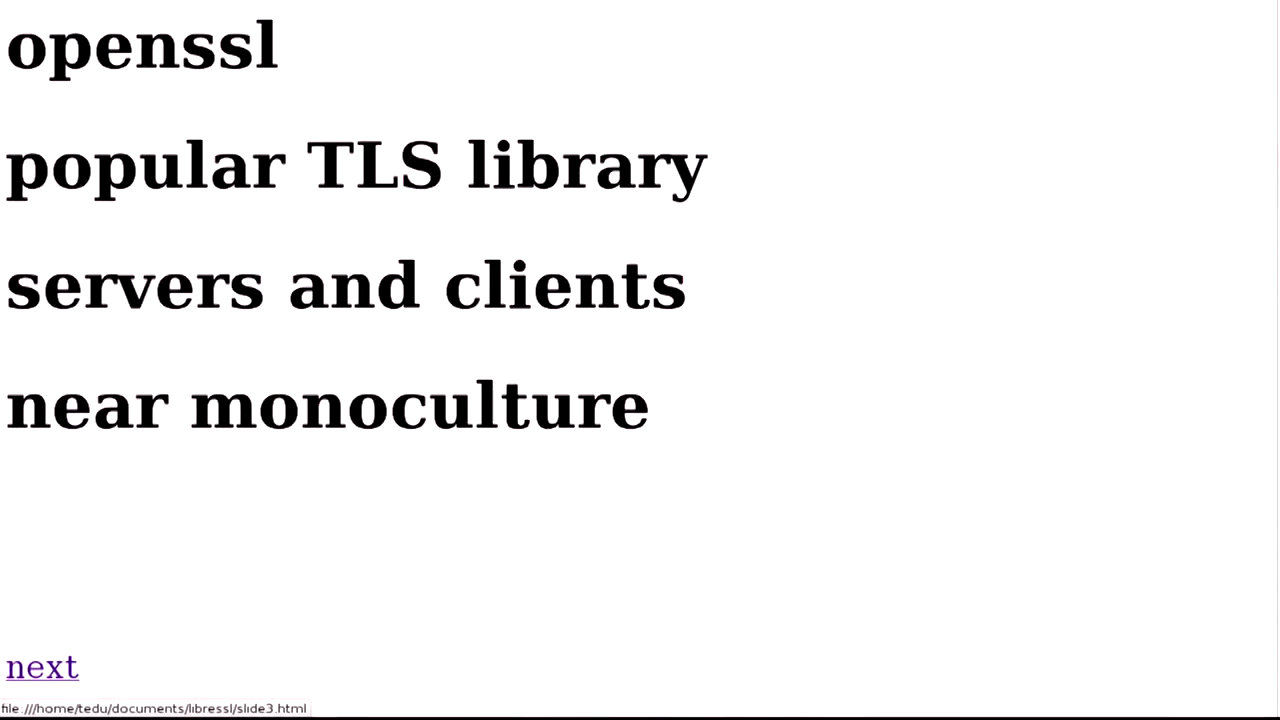 openssl
popular TLS library
servers and clients
near monoculture
next
file:///home/tedu/documents/libressl/slide3.html